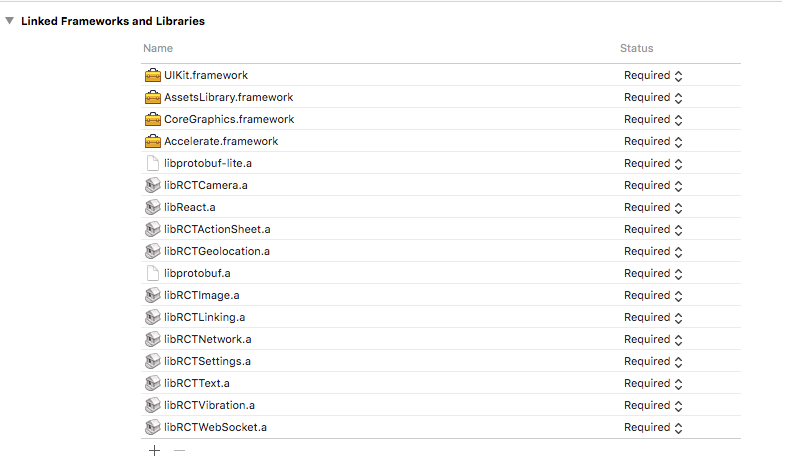 Linked Frameworks and Libraries
Name Status
UIKit.framework Required
AssetsLibrary.framework Required
CoreGraphics.framework Required
Accelerate.framework Required
libprotobuf-lite.a Required
libRCTCamera.a Required
libReact.a Required
libRCTActionSheet.a Required
libRCTGeolocation.a Required
libprotobuf.a Required
libRCTImage.a Required
libRCTLinking.a Required
libRCTNetwork.a Required
libRCTSettings.a Required
libRCTText.a Required
libRCTVibration.a Required
libRCTWebSocket.a Required